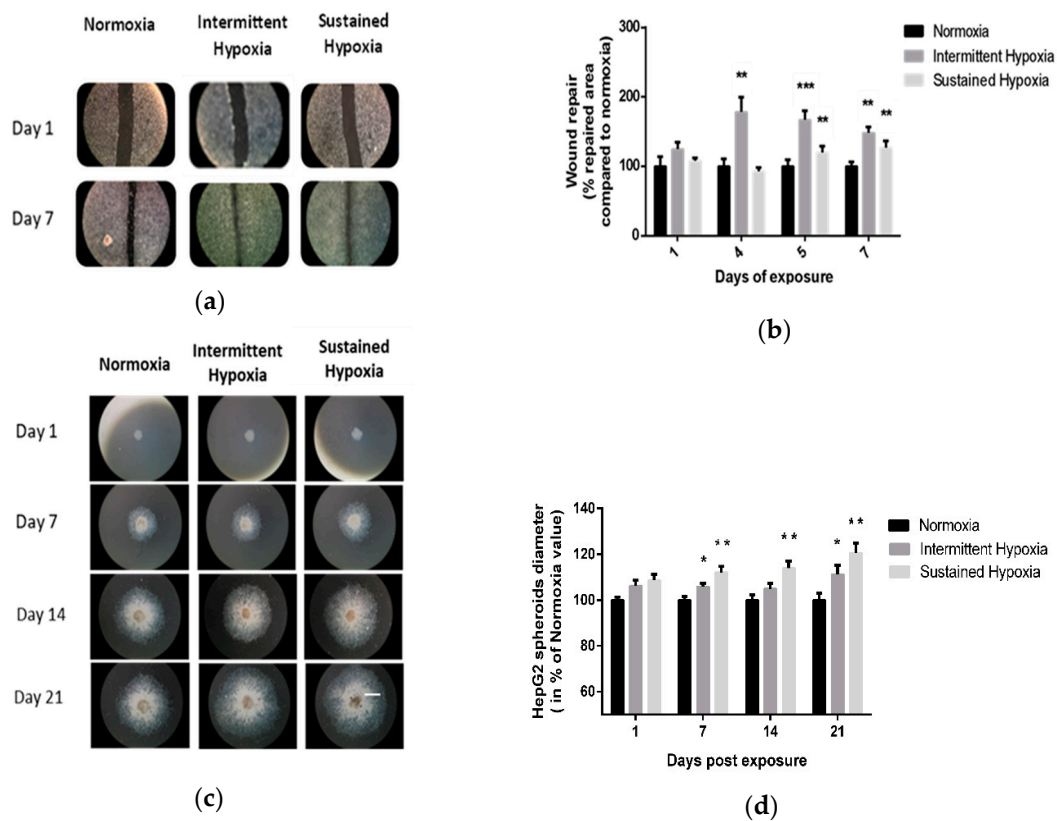 Normoxia
Intermittent
Hypoxia
Sustained
Hypoxia
Day 1
Day 7
(a)
Wound repair
(% repaired area
compared to normoxia)
300
200
100
0
**
***
**
**
**
1
4
5
7
Days of exposure
Normoxia
Intermittent Hypoxia
Sustained Hypoxia
(b)
Normoxia
Intermittent
Hypoxia
Sustained
Hypoxia
Day 1
Day 7
Day 14
Day 21
(c)
HepG2 spheroids diameter
( in % of Normoxia value)
140
120
100
80
60
*
**
**
*
**
1
7
14
21
Days post exposure
Normoxia
Intermittent Hypoxia
Sustained Hypoxia
(d)